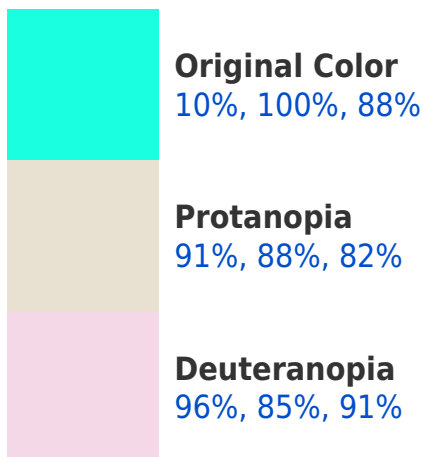 Original Color
10%, 100%, 88%
Protanopia
91%, 88%, 82%
Deuteranopia
96%, 85%, 91%